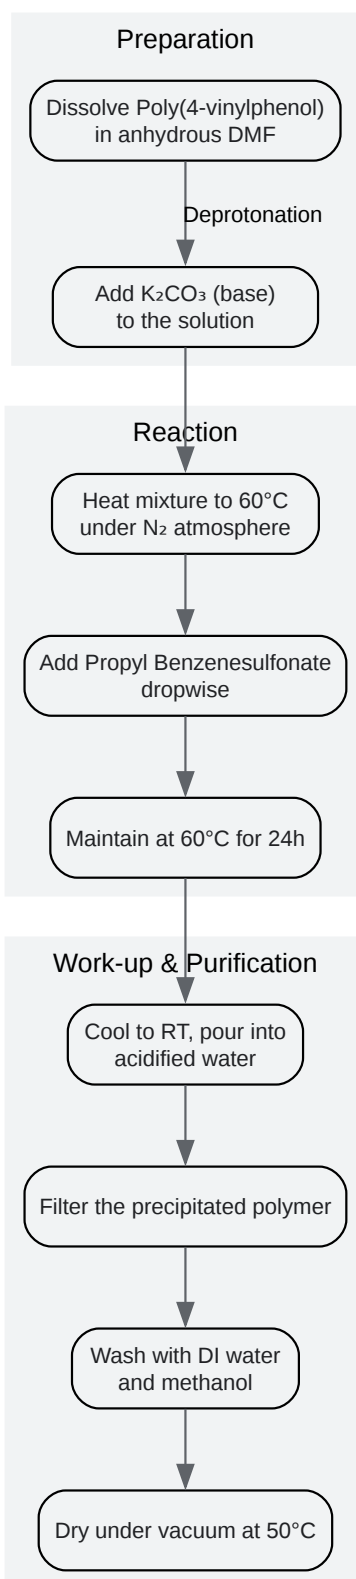 Preparation
Dissolve Poly(4-vinylphenol)
in anhydrous DMF
Deprotonation
Add K₂CO₃ (base)
to the solution
Reaction
Heat mixture to 60°C
under N₂ atmosphere
Add Propyl Benzenesulfonate
dropwise
Maintain at 60°C for 24h
Work-up & Purification
Cool to RT, pour into
acidified water
Filter the precipitated polymer
Wash with DI water
and methanol
Dry under vacuum at 50°C